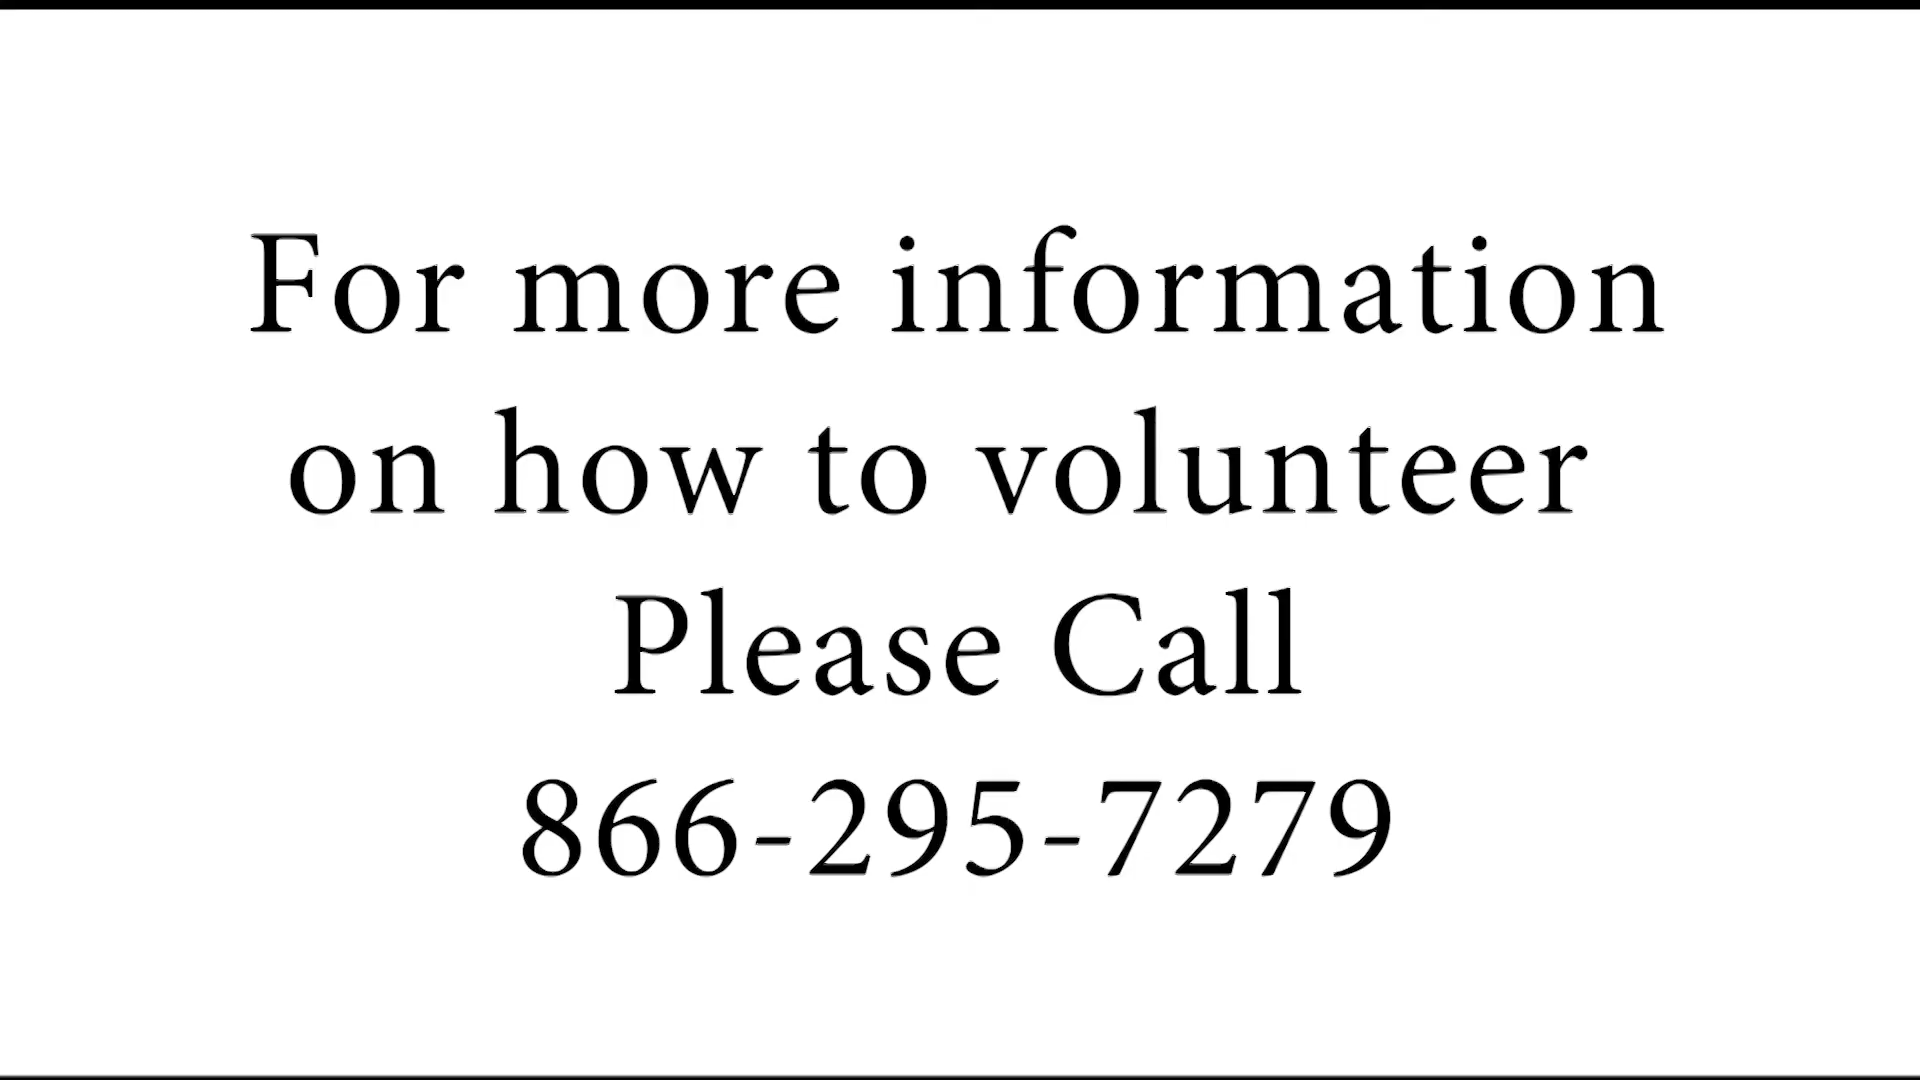 For more information
on how to volunteer
Please Call
866-295-7279